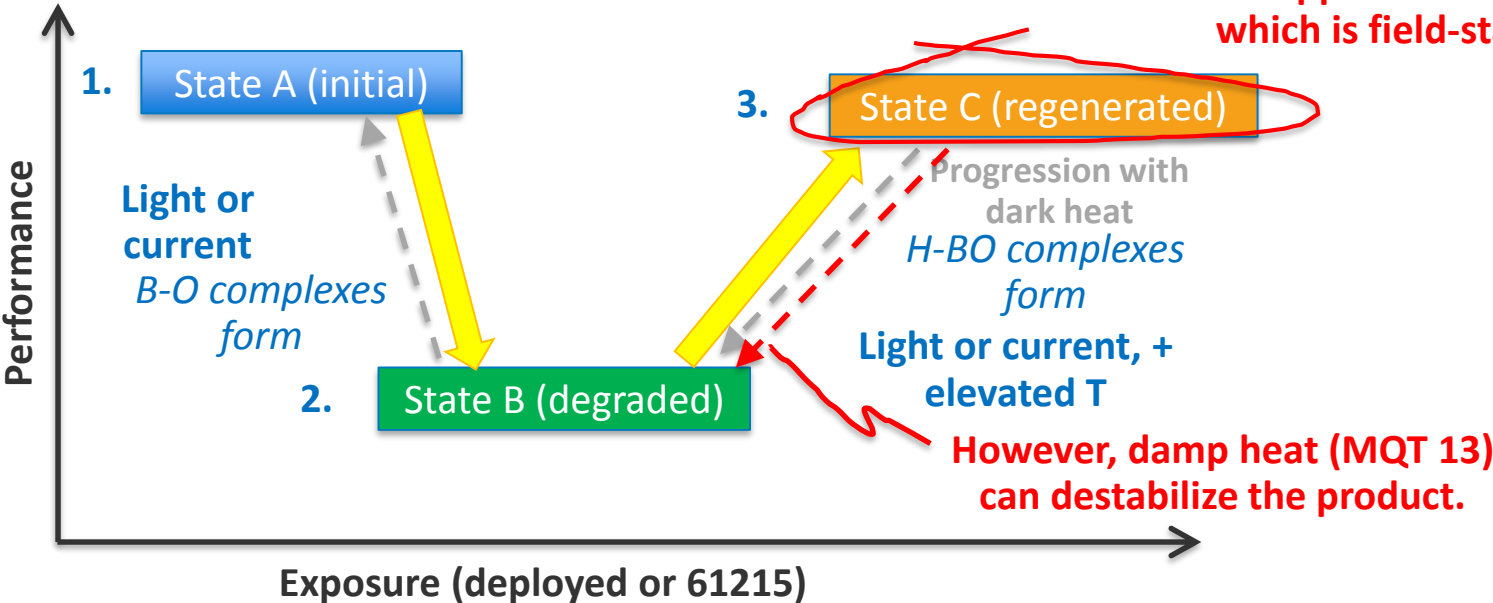 which is field-st
1.
State A (initial)
3.
State C (regenerated)
Performance
Light or
current
B-O complexes
form
Progression with
dark heat
H-BO complexes
form
Light or current, +
elevated T
2.
State B (degraded)
However, damp heat (MQT 13)
can destabilize the product.
Exposure (deployed or 61215)